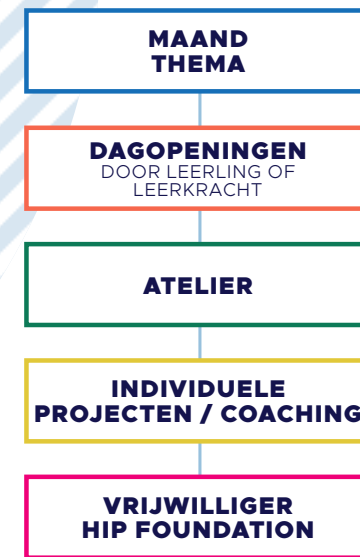 MAAND
THEMA
DAGOPENINGEN
DOOR LEERLING OF
LEERKRACHT
ATELIER
INDIVIDUELE
PROJECTEN / COACHING
VRIJWILLIGER
HIP FOUNDATION